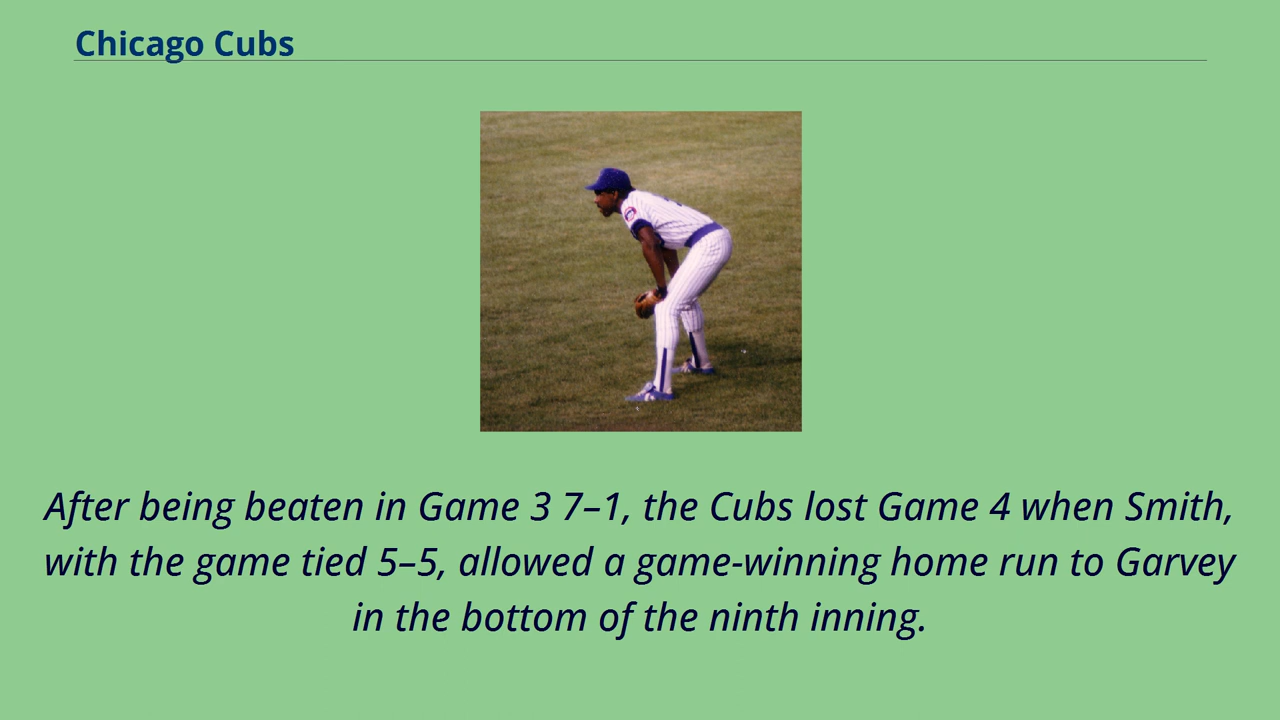 Chicago Cubs
After being beaten in Game 3 7–1, the Cubs lost Game 4 when Smith,
with the game tied 5–5, allowed a game-winning home run to Garvey
in the bottom of the ninth inning.